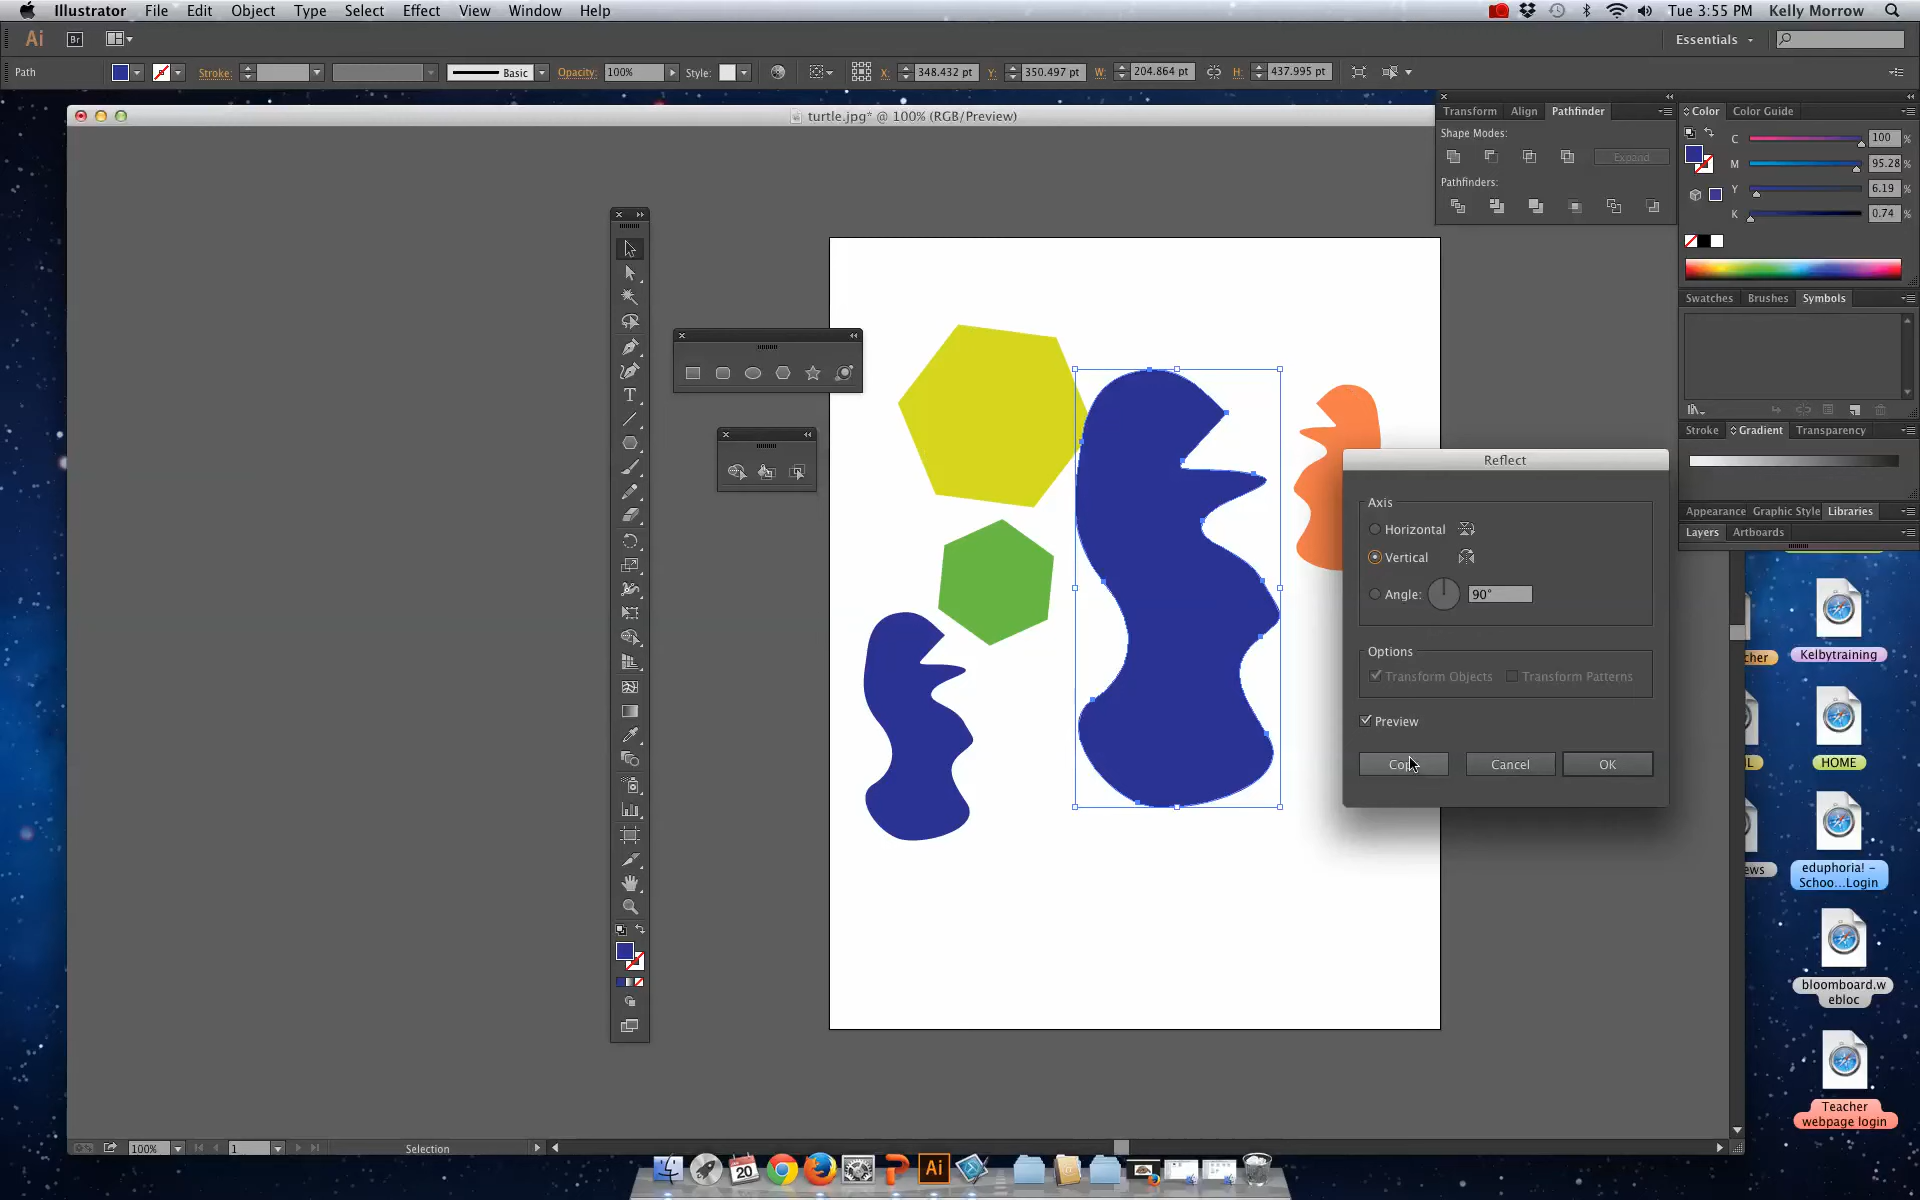 Illustrator File Edit Object Type Select Effect View Window Help
Tue 3:55 PM Kelly Morrow
Ai Br
Essentials
Path Stroke: Basic Opacity: 100% Style: X: 348.432 pt Y: 350.497 pt W: 204.864 pt H: 437.995 pt
turtle.jpg* @ 100% (RGB/Preview)
Transform Align Pathfinder
Shape Modes:
Expand
Pathfinders:
Color Color Guide
C 100 %
M 95.28 %
Y 6.19 %
K 0.74 %
Swatches Brushes Symbols
Stroke Gradient Transparency
Appearance Graphic Style Libraries
Layers Artboards
T
Reflect
Axis
Horizontal
Vertical
Angle: 90°
Options
Transform Objects Transform Patterns
Preview
Cancel OK
Kelbytraining
HOME
eduphoria! -
Schoo...Login
bloomboard.w
ebloc
Teacher
webpage login
100% 1 Selection
20
Ai